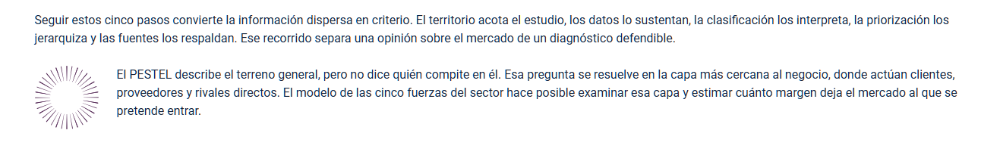 Seguir estos cinco pasos convierte la información dispersa en criterio. El territorio acota el estudio, los datos lo sustentan, la clasificación los interpreta, la priorización los
jerarquiza y las fuentes los respaldan. Ese recorrido separa una opinión sobre el mercado de un diagnóstico defendible.
El PESTEL describe el terreno general, pero no dice quién compite en él. Esa pregunta se resuelve en la capa más cercana al negocio, donde actúan clientes,
proveedores y rivales directos. El modelo de las cinco fuerzas del sector hace posible examinar esa capa y estimar cuánto margen deja el mercado al que se
pretende entrar.